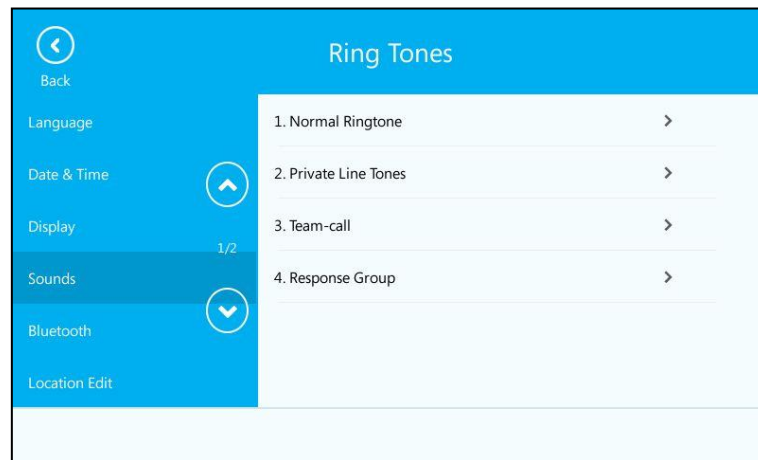 Ring Tones
Back
Language
Date & Time
Display
1/2
Sounds
Bluetooth
Location Edit
1. Normal Ringtone
2. Private Line Tones
3. Team-call
4. Response Group